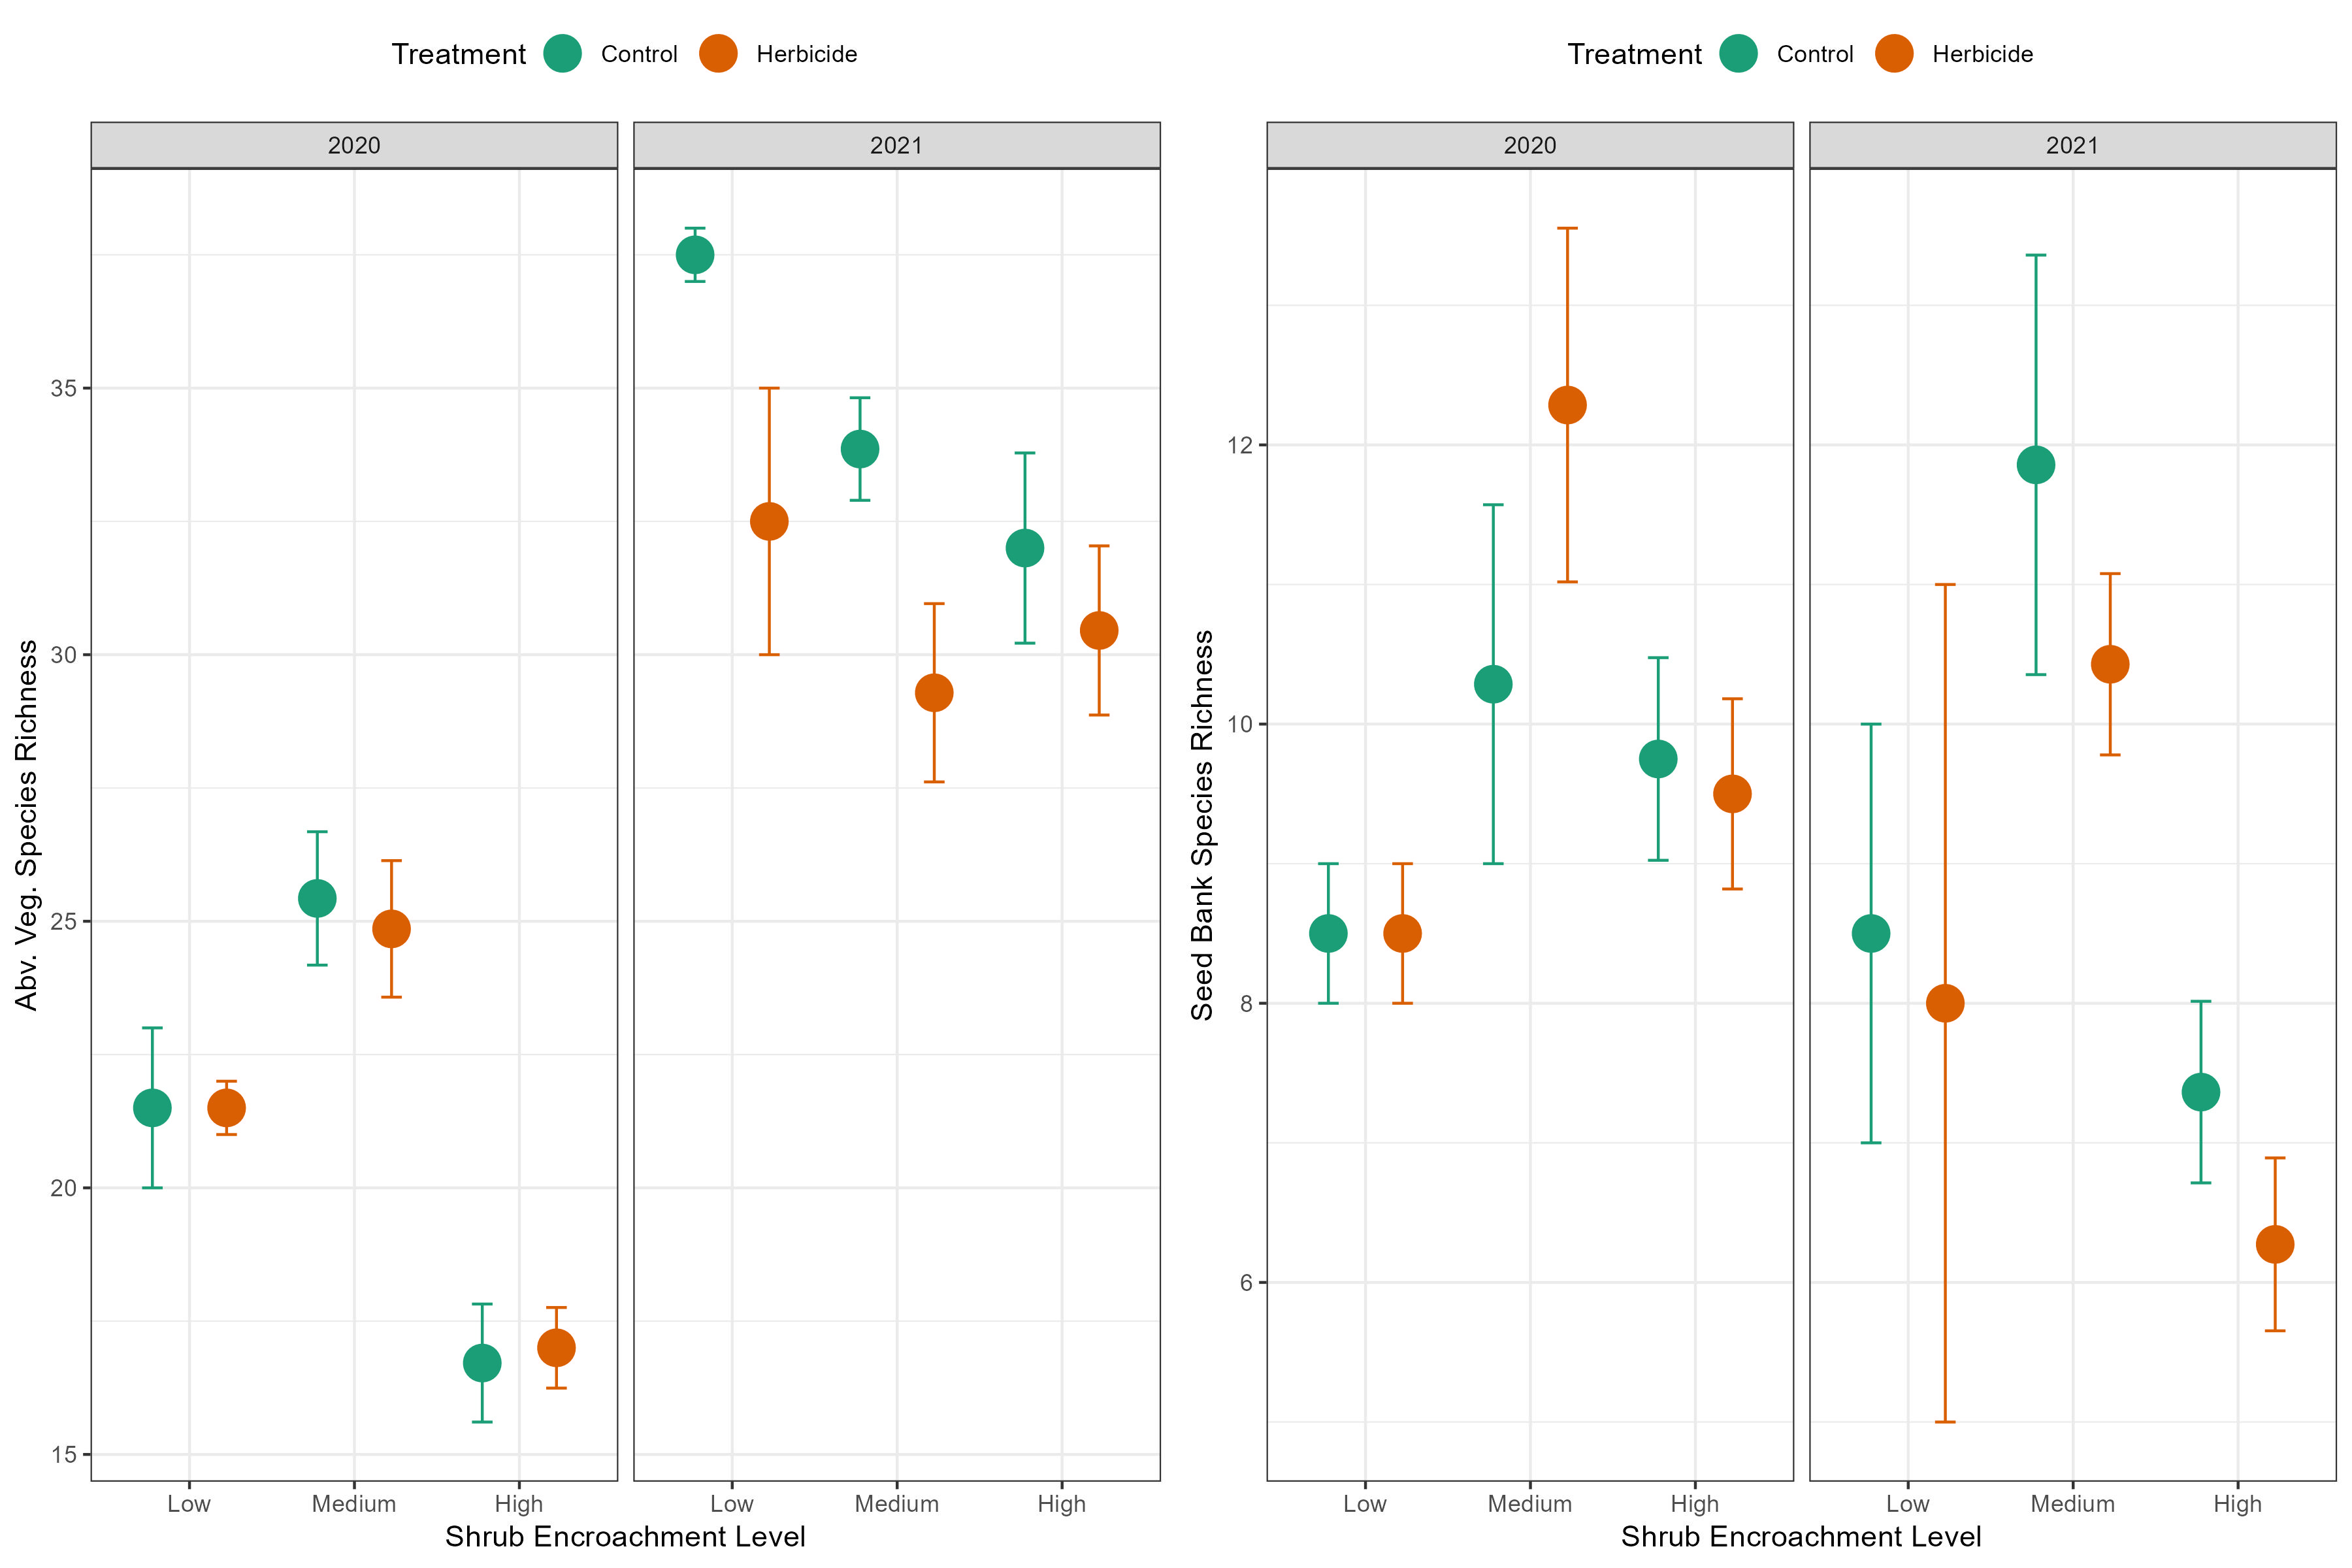 Treatment Control Herbicide
2020 2021
Abv. Veg. Species Richness
35
30
25
20
15
Low Medium High Low Medium High
Shrub Encroachment Level
Treatment Control Herbicide
2020 2021
Seed Bank Species Richness
12
10
8
6
Low Medium High Low Medium High
Shrub Encroachment Level